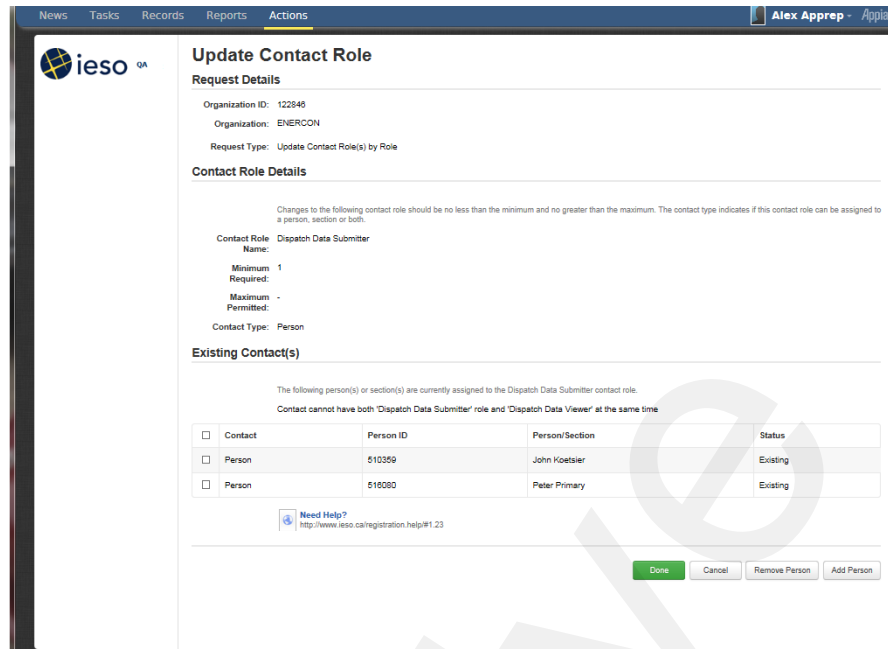 News Tasks Records Reports Actions Alex Apprep Appia
ieso QA
Update Contact Role
Request Details
Organization ID: 122846
Organization: ENERCON
Request Type: Update Contact Role(s) by Role
Contact Role Details
Changes to the following contact role should be no less than the minimum and no greater than the maximum. The contact type indicates if this contact role can be assigned to
a person, section or both.
Contact Role Dispatch Data Submitter
Name:
Minimum 1
Required:
Maximum -
Permitted:
Contact Type: Person
Existing Contact(s)
The following person(s) or section(s) are currently assigned to the Dispatch Data Submitter contact role.
Contact cannot have both 'Dispatch Data Submitter' role and 'Dispatch Data Viewer' at the same time
Contact Person ID Person/Section Status
Person 510359 John Koetsier Existing
Person 516080 Peter Primary Existing
Need Help?
http://www.ieso.ca/registration.help/#1.23
Done Cancel Remove Person Add Person